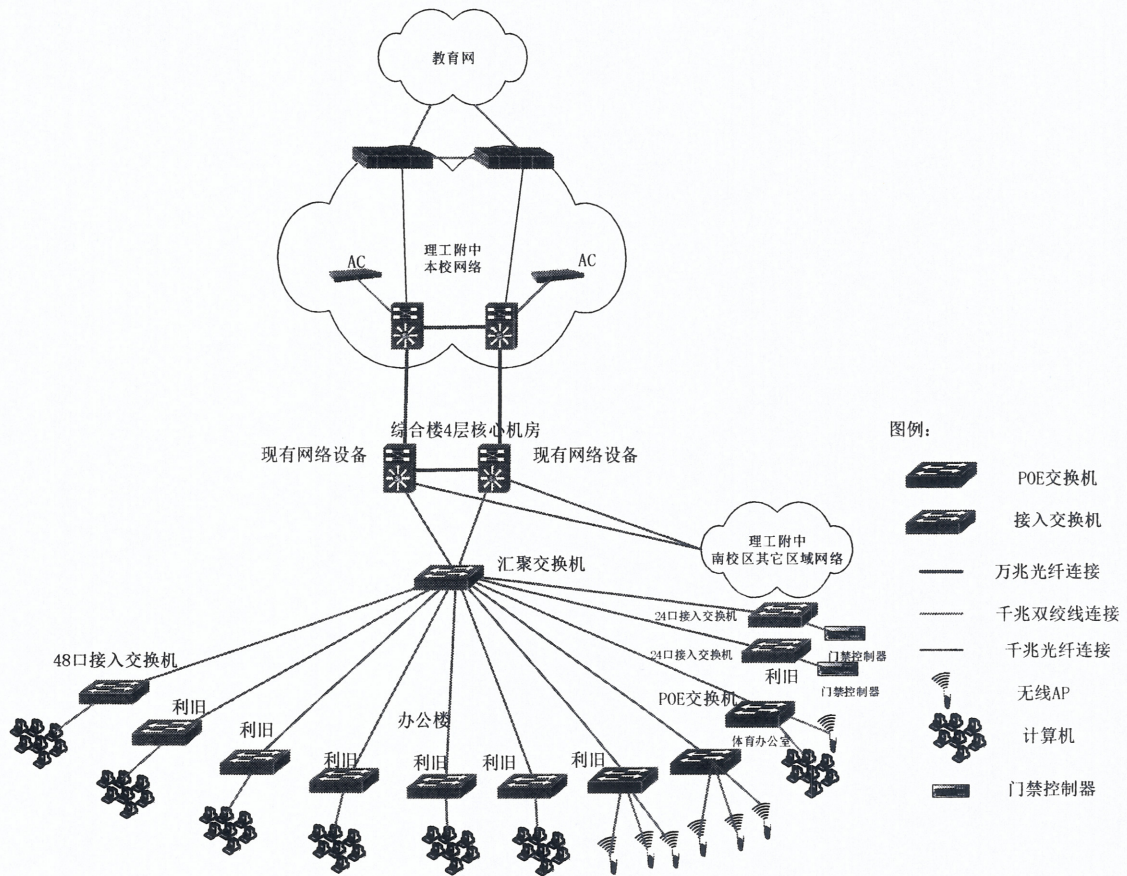 教育网
理工附中
本校网络
AC
AC
综合楼4层核心机房
现有网络设备
现有网络设备
图例：
POE交换机
接入交换机
万兆光纤连接
千兆双绞线连接
千兆光纤连接
无线AP
计算机
门禁控制器
理工附中
南校区其它区域网络
汇聚交换机
24口接入交换机
门禁控制器
24口接入交换机
利旧
门禁控制器
48口接入交换机
利旧
利旧
办公楼
利旧
利旧
利旧
利旧
POE交换机
体育办公室